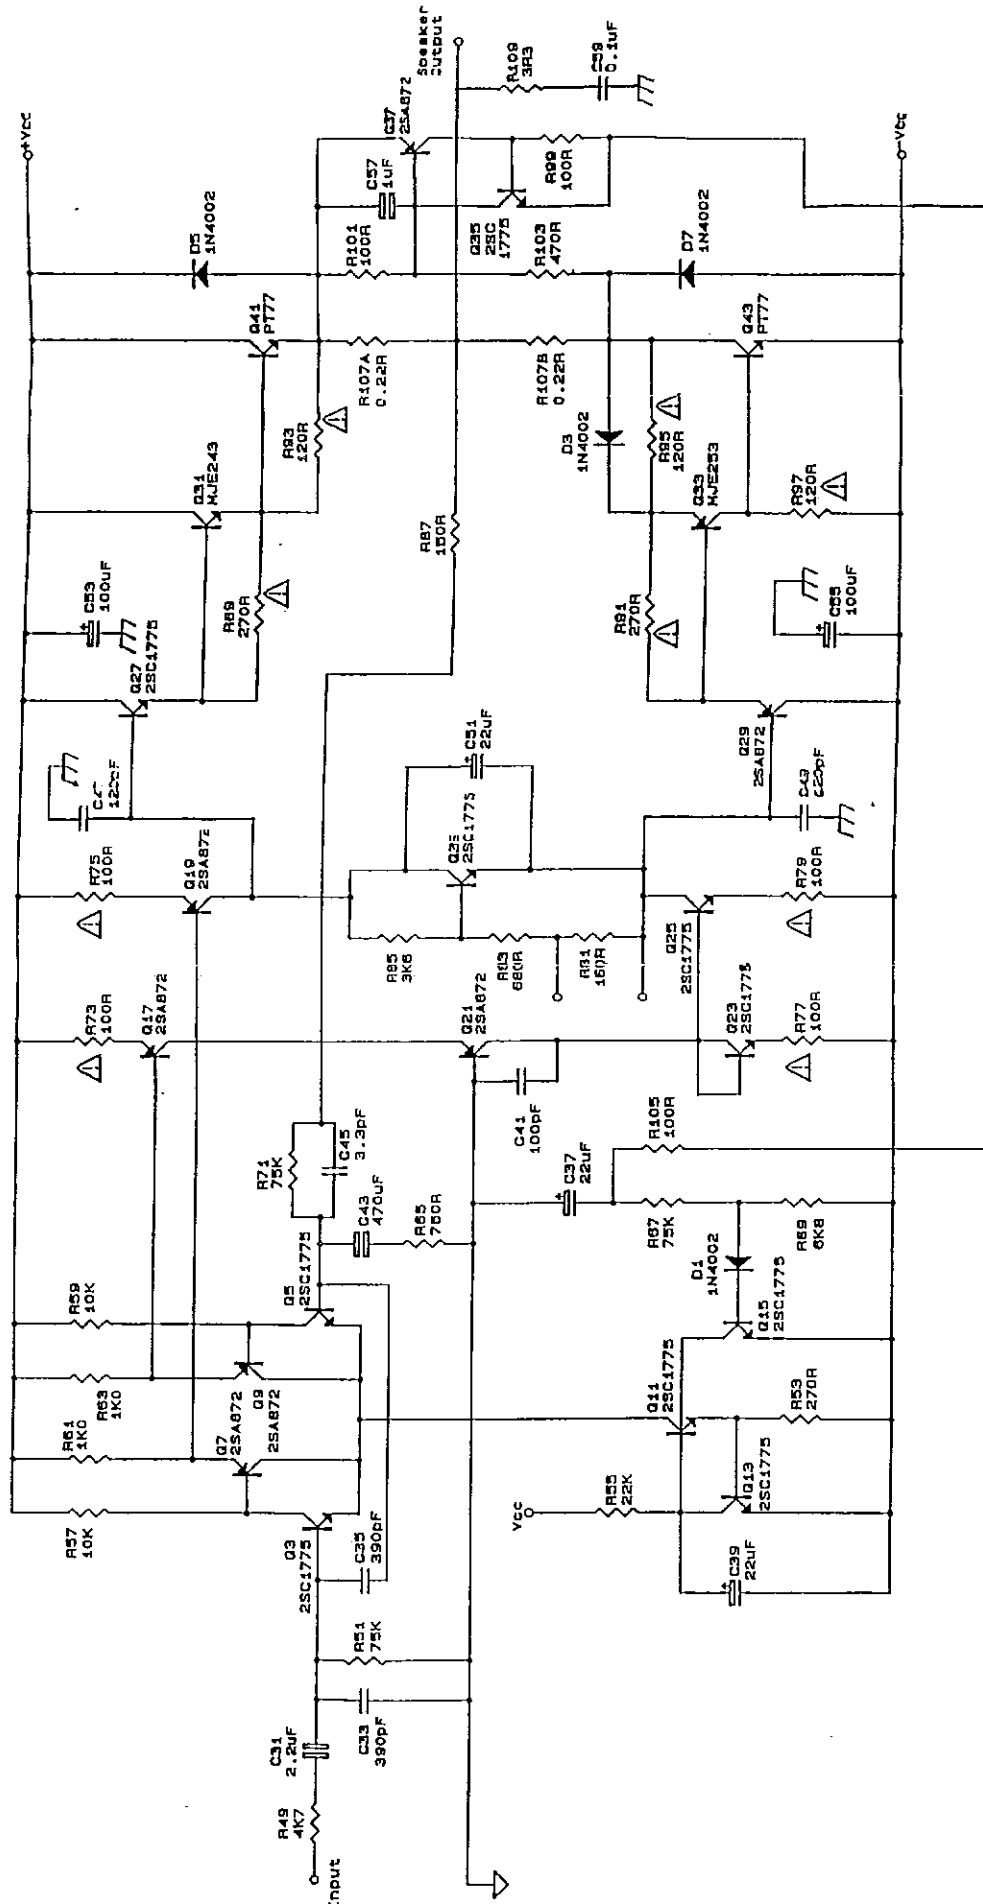 Input
R49
4K7
C31
2.2uF
C33
390pF
R51
75K
C35
390pF
Q3
2SC1775
R57
10K
R61
1K0
R63
1K0
R59
10K
Q7
2SA872
Q9
2SA872
Q5
2SC1775
R71
75K
C45
3.3pF
C43
470uF
R65
750R
Vcc
R55
22K
C39
22uF
Q13
2SC1775
Q11
2SC1775
R53
270R
Q15
2SC1775
D1
1N4002
R67
75K
R69
6K8
C37
22uF
R105
100R
C41
100pF
R73
100R
Q17
2SA872
Q21
2SA872
Q23
2SC1775
R77
100R
R75
100R
Q19
2SA872
R85
3K6
R83
680R
R81
160R
2SC1775
C51
22uF
Q25
2SC1775
R79
100R
C49
Q27
2SC1775
Q29
2SA872
C53
100uF
C55
100uF
R89
270R
R91
270R
R87
150R
Q31
MJE243
Q33
MJE253
R93
120R
R95
120R
R97
120R
D3
1N4002
Q41
PT77
Q43
PT77
R107A
0.22R
R107B
0.22R
D5
1N4002
D7
1N4002
R101
100R
R103
470R
C57
1uF
Q37
2SA872
Q35
2SC
1775
R99
100R
+Vcc
-Vcc
Speaker
Output
R109
3R3
C59
0.1uF